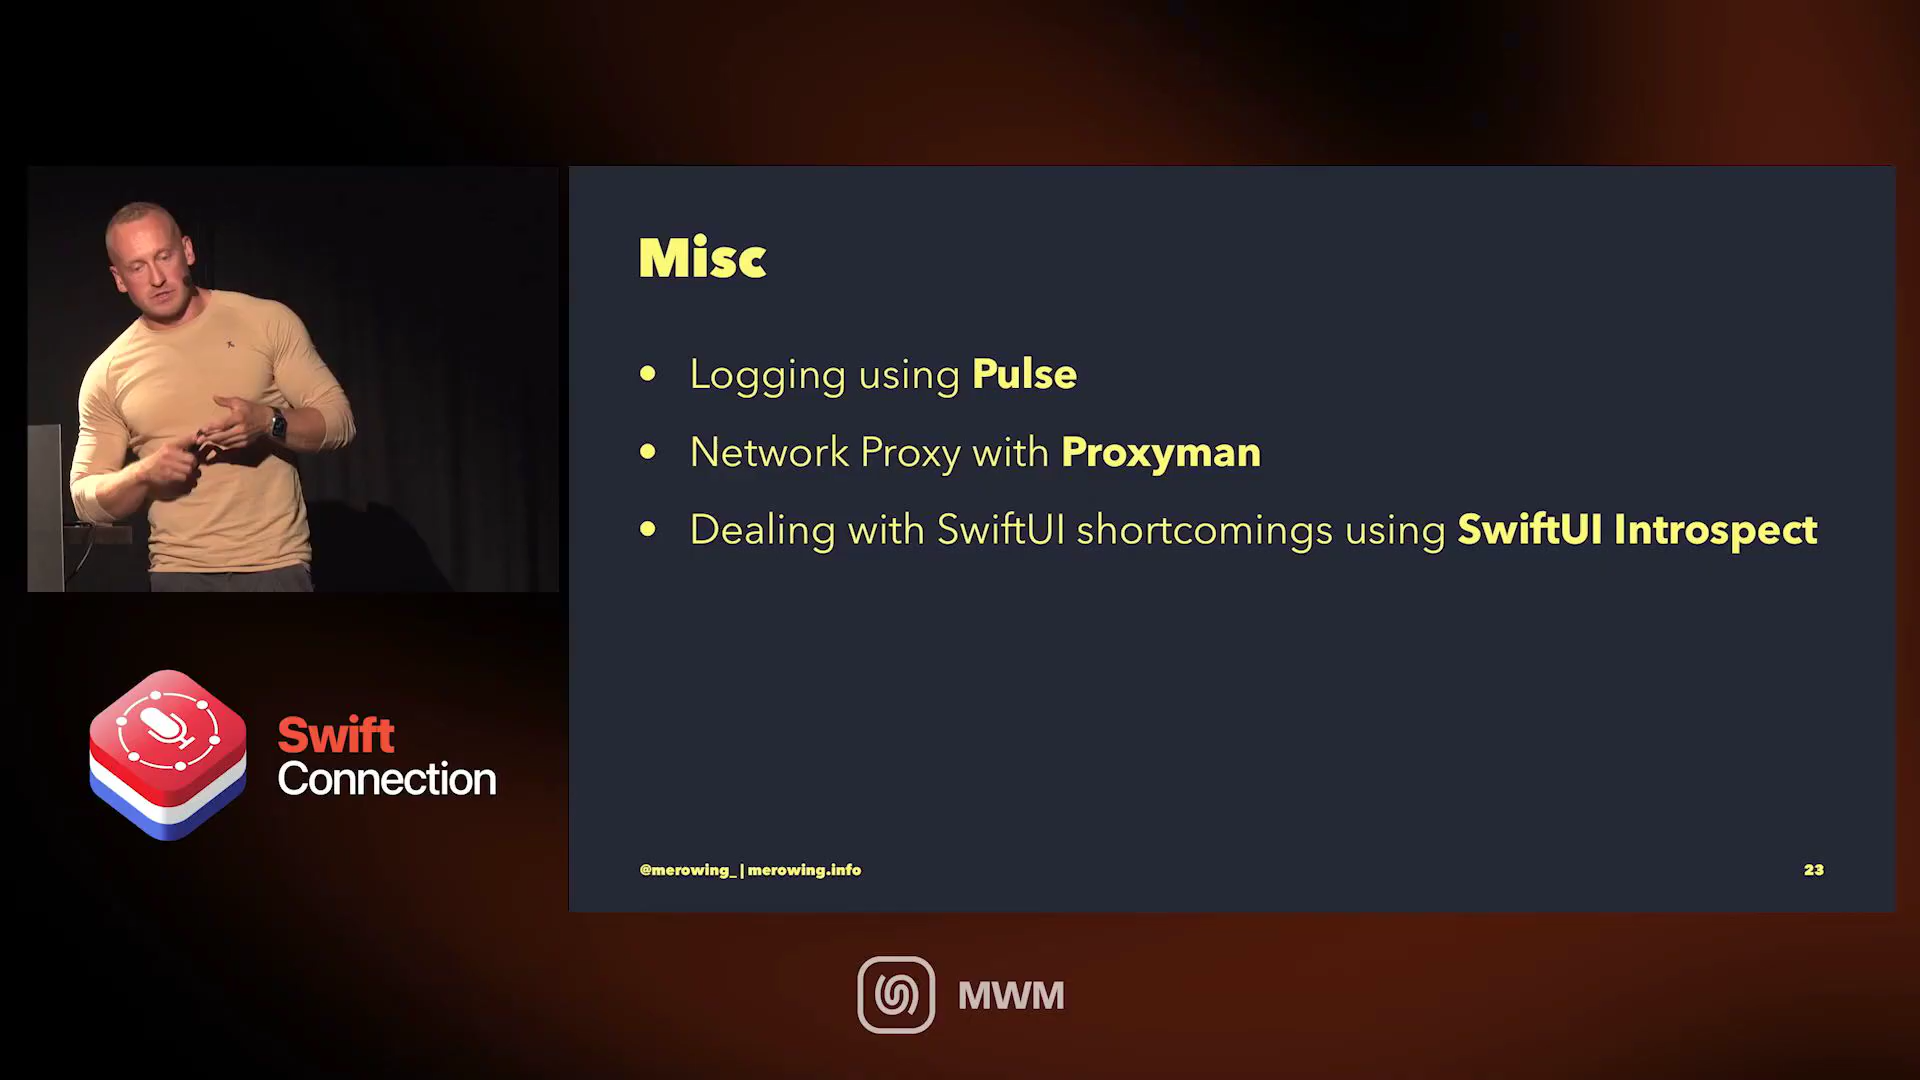 Misc
• Logging using Pulse
• Network Proxy with Proxyman
• Dealing with SwiftUI shortcomings using SwiftUI Introspect
@merowing_ | merowing.info
23
Swift
Connection
MWM